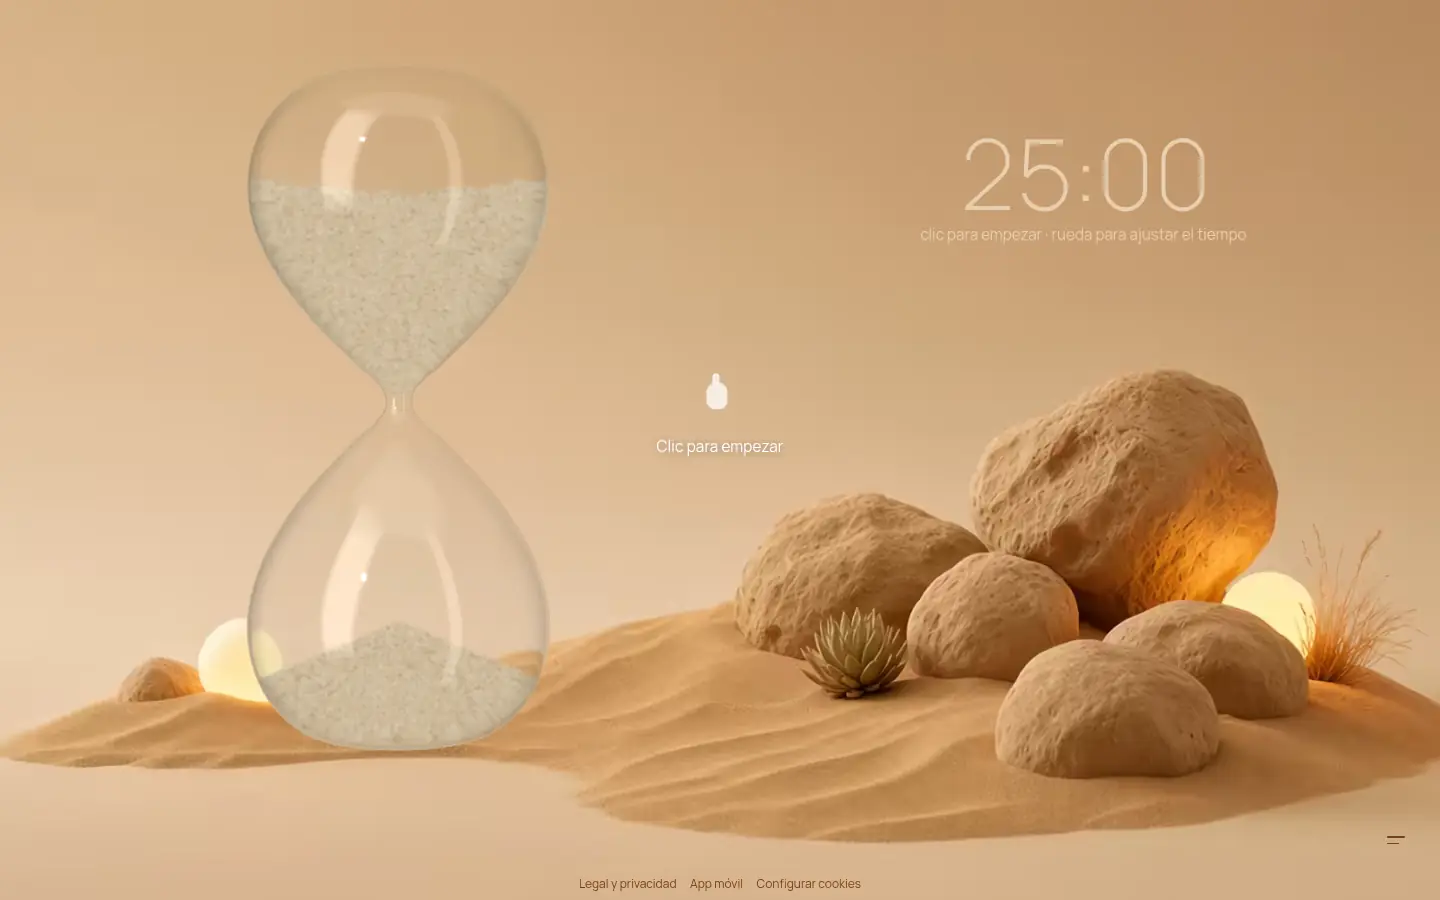 25:00
clic para empezar · rueda para ajustar el tiempo
Clic para empezar
Legal y privacidad App móvil Configurar cookies